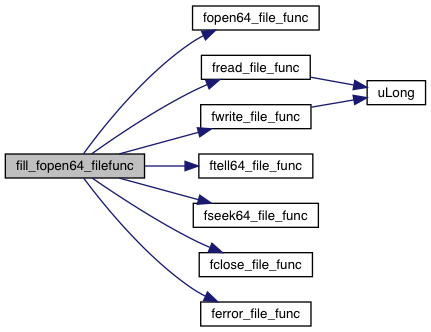 fopen64_file_func
fread_file_func
uLong
fwrite_file_func
fill_fopen64_filefunc
ftell64_file_func
fseek64_file_func
fclose_file_func
ferror_file_func